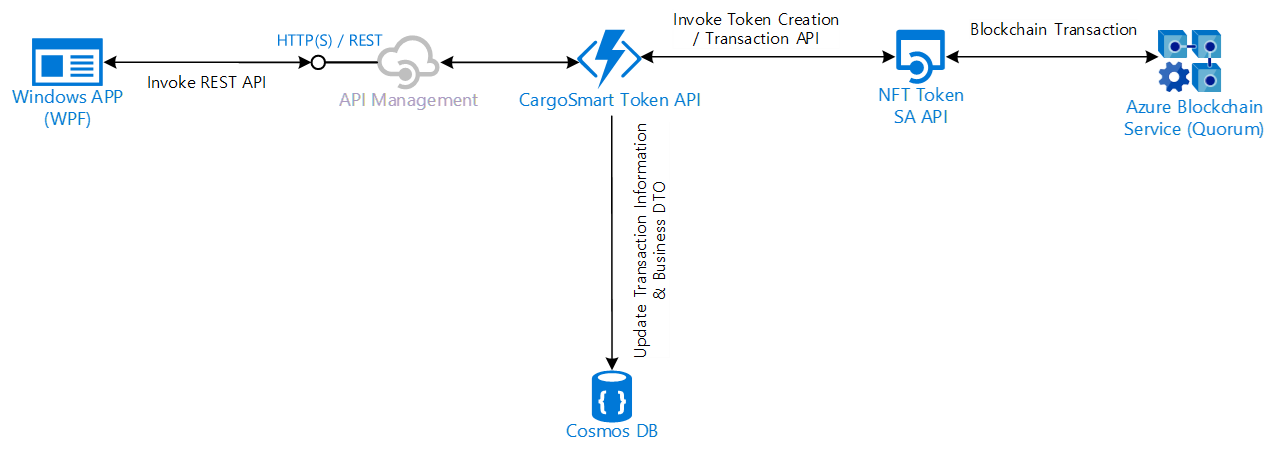 Windows APP
(WPF)
Invoke REST API
HTTP(S) / REST
API Management
CargoSmart Token API
Invoke Token Creation
/ Transaction API
NFT Token
SA API
Blockchain Transaction
Azure Blockchain
Service (Quorum)
Update Transaction Information
& Business DTO
{ }
Cosmos DB